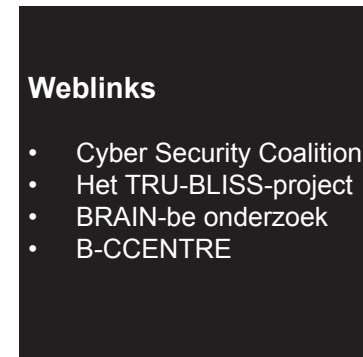 Weblinks
• Cyber Security Coalition
• Het TRU-BLISS-project
• BRAIN-be onderzoek
• B-CCENTRE